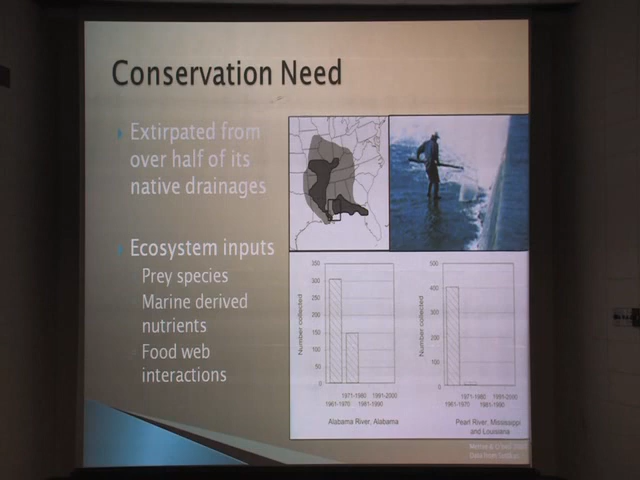 Conservation Need
Extirpated from
over half of its
native drainages
Ecosystem inputs
Prey species
Marine derived
nutrients
Food web
interactions
350
300
250
200
150
100
50
0
Number collected
1971-1980 1991-2000
1961-1970 1981-1990
Alabama River, Alabama
500
400
300
200
100
0
Number collected
1971-1980 1991-2000
1961-1970 1981-1990
Pearl River, Mississippi
and Louisiana